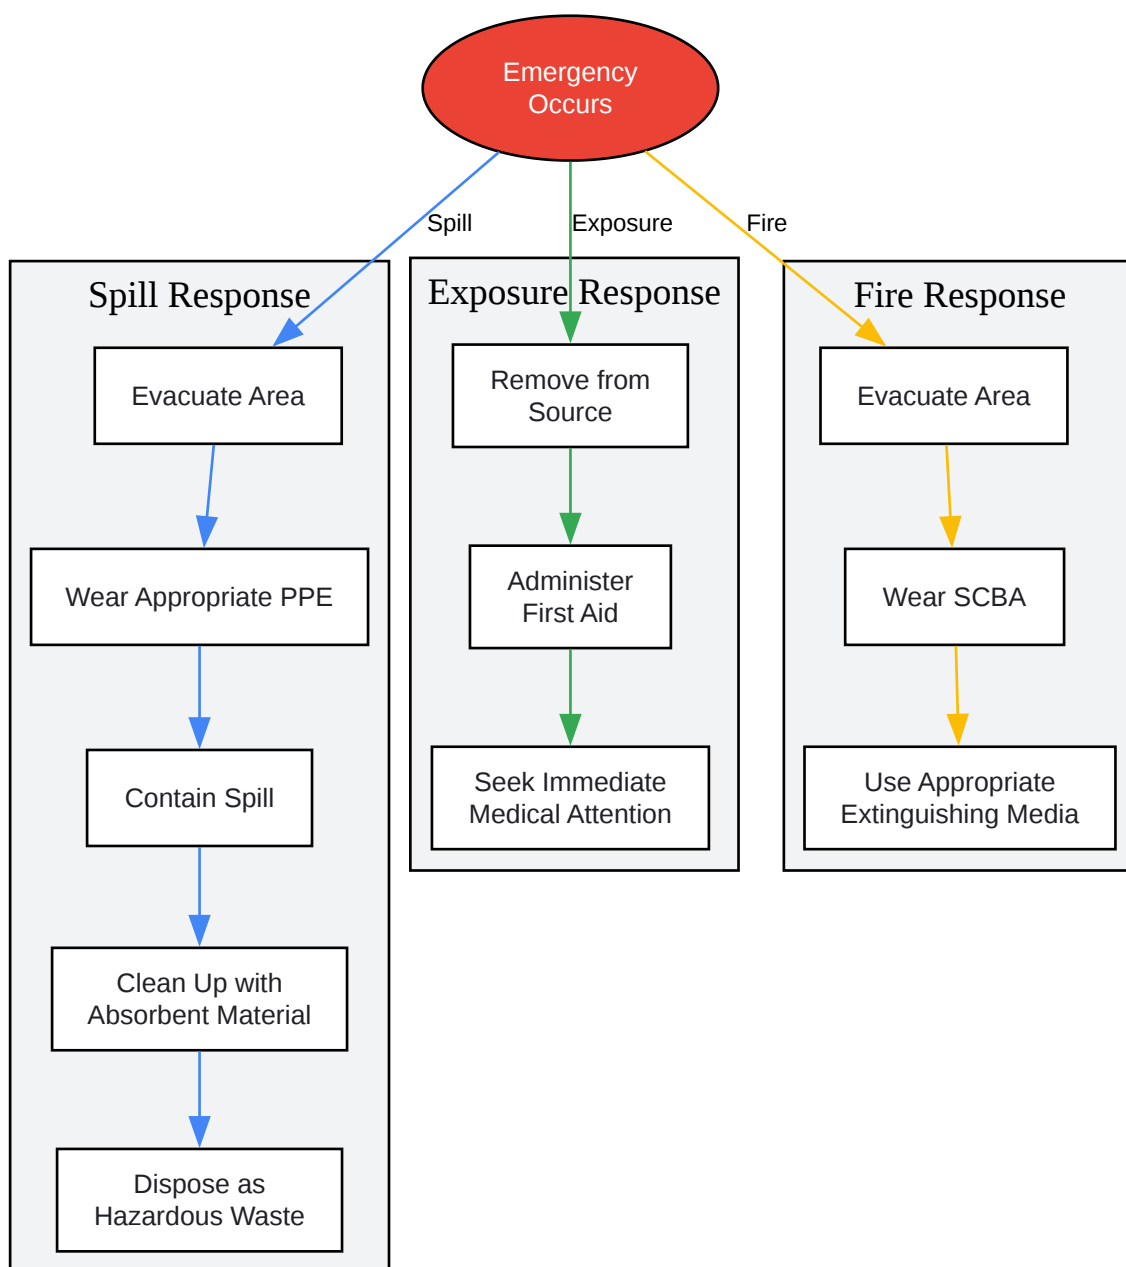 Emergency
Occurs
Spill
Exposure
Fire
Spill Response
Evacuate Area
Wear Appropriate PPE
Contain Spill
Clean Up with
Absorbent Material
Dispose as
Hazardous Waste
Exposure Response
Remove from
Source
Administer
First Aid
Seek Immediate
Medical Attention
Fire Response
Evacuate Area
Wear SCBA
Use Appropriate
Extinguishing Media